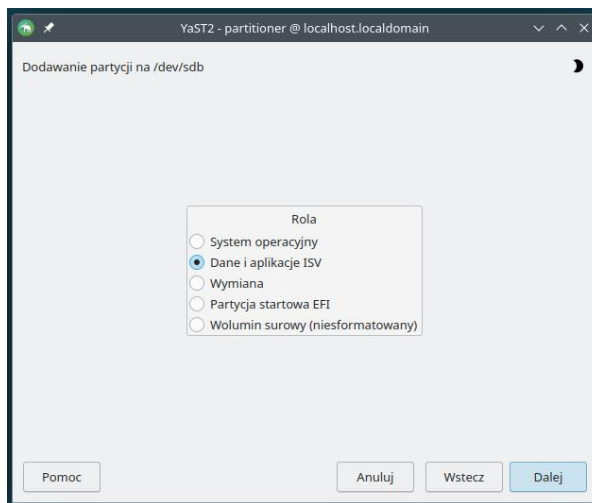 YaST2 - partitioner @ localhost.localdomain
Dodawanie partycji na /dev/sdb
Rola
System operacyjny
Dane i aplikacje ISV
Wymiana
Partycja startowa EFI
Wolumin surowy (niesformatowany)
Pomoc Anuluj Wstecz Dalej